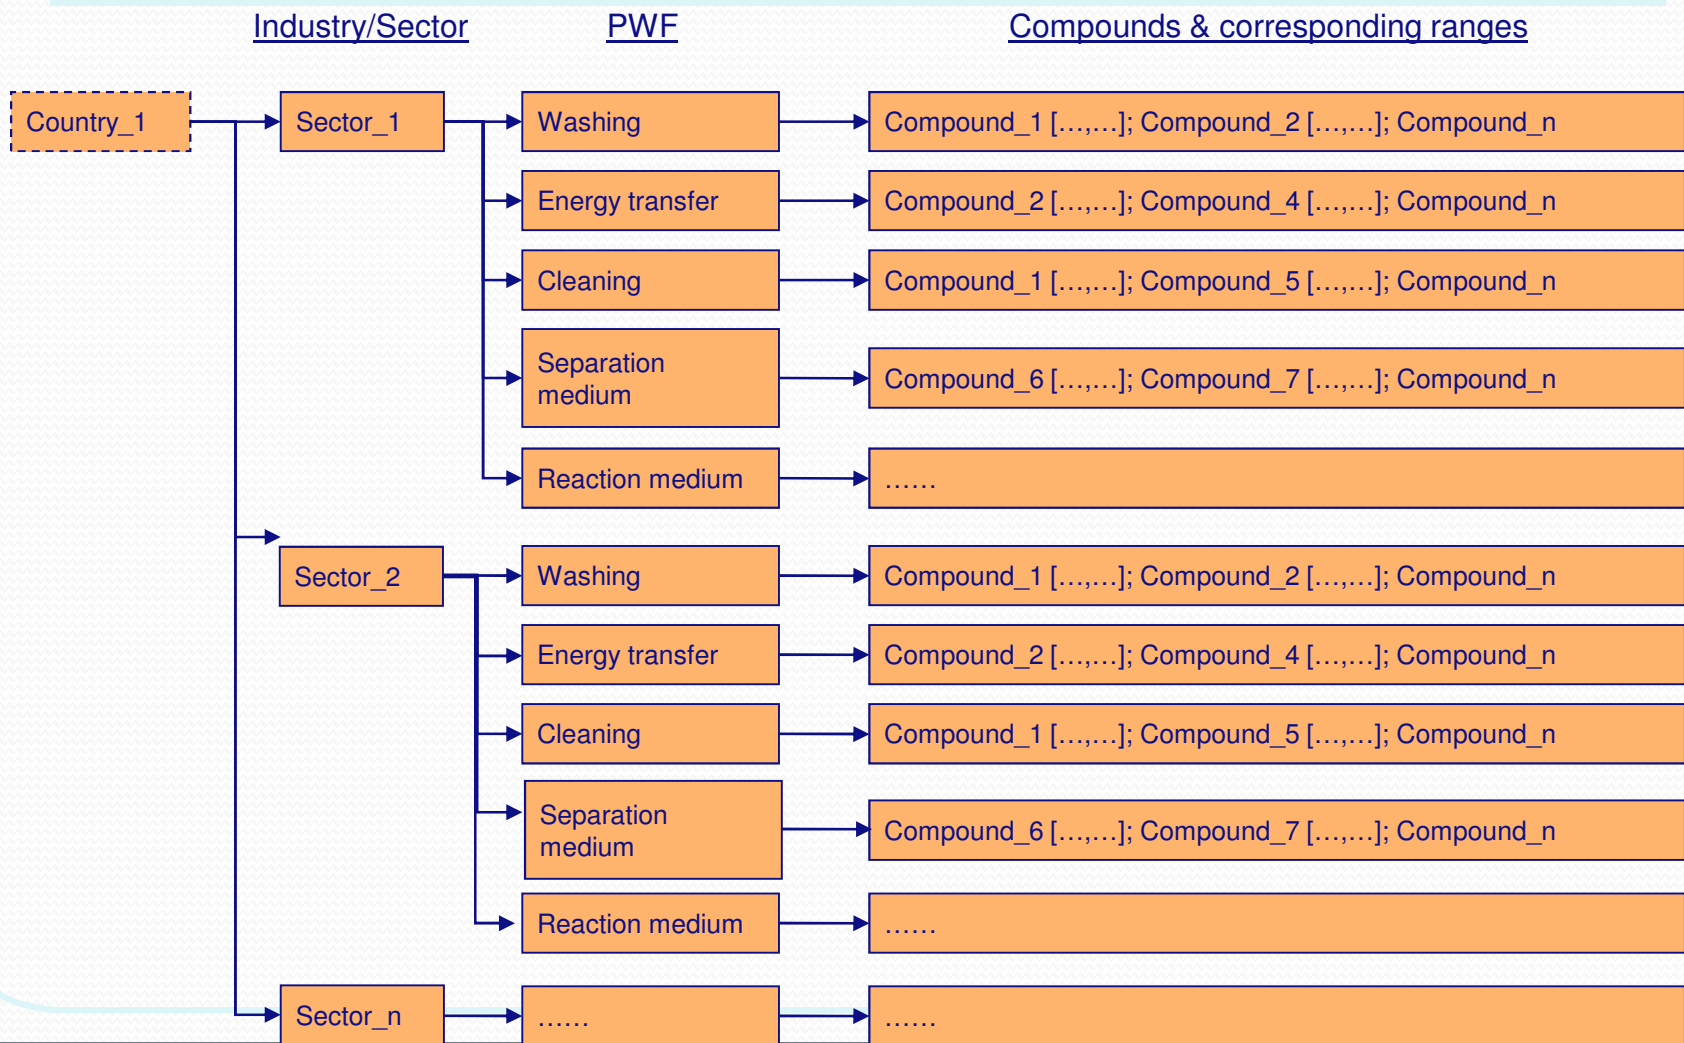 Industry/Sector PWF Compounds & corresponding ranges
Country_1 Sector_1 Washing Compound_1 […,…]; Compound_2 […,…]; Compound_n
Energy transfer Compound_2 […,…]; Compound_4 […,…]; Compound_n
Cleaning Compound_1 […,…]; Compound_5 […,…]; Compound_n
Separation
medium
Compound_6 […,…]; Compound_7 […,…]; Compound_n
Reaction medium ……
Sector_2 Washing Compound_1 […,…]; Compound_2 […,…]; Compound_n
Energy transfer Compound_2 […,…]; Compound_4 […,…]; Compound_n
Cleaning Compound_1 […,…]; Compound_5 […,…]; Compound_n
Separation
medium
Compound_6 […,…]; Compound_7 […,…]; Compound_n
Reaction medium ……
Sector_n …… ……